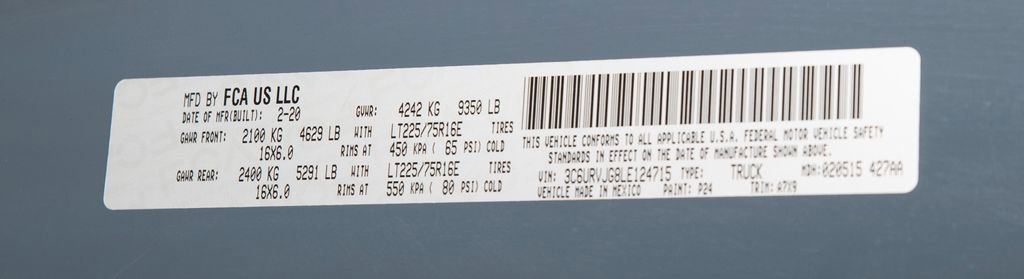 MFD BY FCA US LLC
DATE OF MFR(BUILT): 2-20 GVWR: 4242 KG 9350 LB
GAWR FRONT: 2100 KG 4629 LB WITH LT225/75R16E TIRES
16X6.0 RIMS AT 450 KPA ( 65 PSI) COLD
GAWR REAR: 2400 KG 5291 LB WITH LT225/75R16E TIRES
16X6.0 RIMS AT 550 KPA ( 80 PSI) COLD
THIS VEHICLE CONFORMS TO ALL APPLICABLE U.S.A. FEDERAL MOTOR VEHICLE SAFETY
STANDARDS IN EFFECT ON THE DATE OF MANUFACTURE SHOWN ABOVE.
VIN: 3C6URVJG8LE124715 TYPE: TRUCK MDH:020515 427AA
VEHICLE MADE IN MEXICO PAINT: P24 TRIM: A7X9